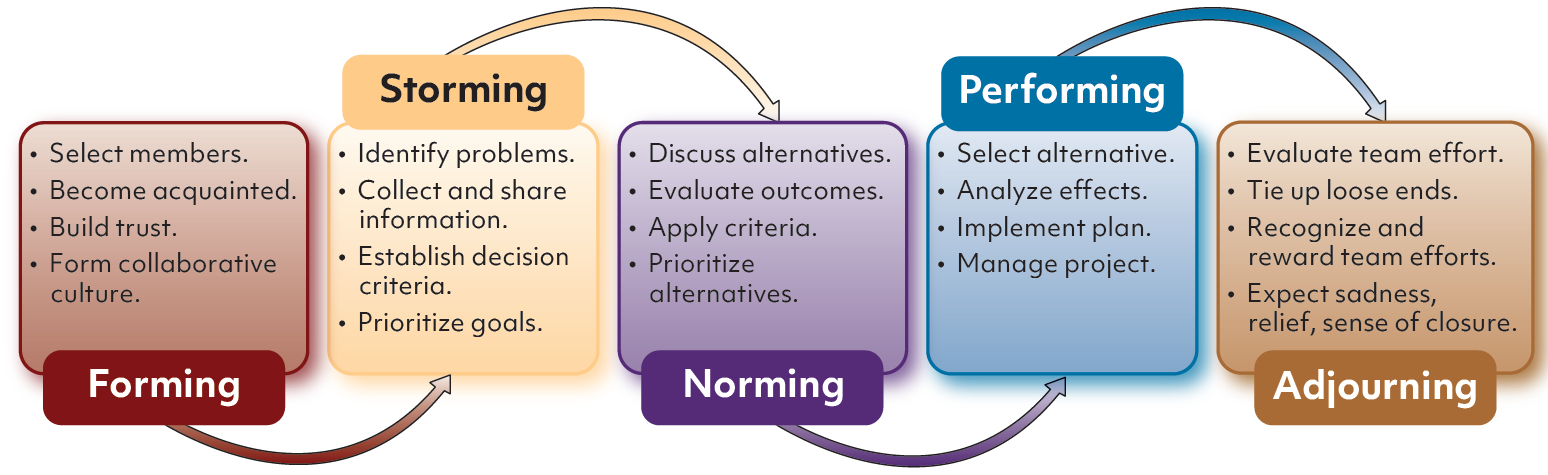 Forming
• Select members.
• Become acquainted.
• Build trust.
• Form collaborative
culture.
Storming
• Identify problems.
• Collect and share
information.
• Establish decision
criteria.
• Prioritize goals.
Norming
• Discuss alternatives.
• Evaluate outcomes.
• Apply criteria.
• Prioritize
alternatives.
Performing
• Select alternative.
• Analyze effects.
• Implement plan.
• Manage project.
Adjourning
• Evaluate team effort.
• Tie up loose ends.
• Recognize and
reward team efforts.
• Expect sadness,
relief, sense of closure.